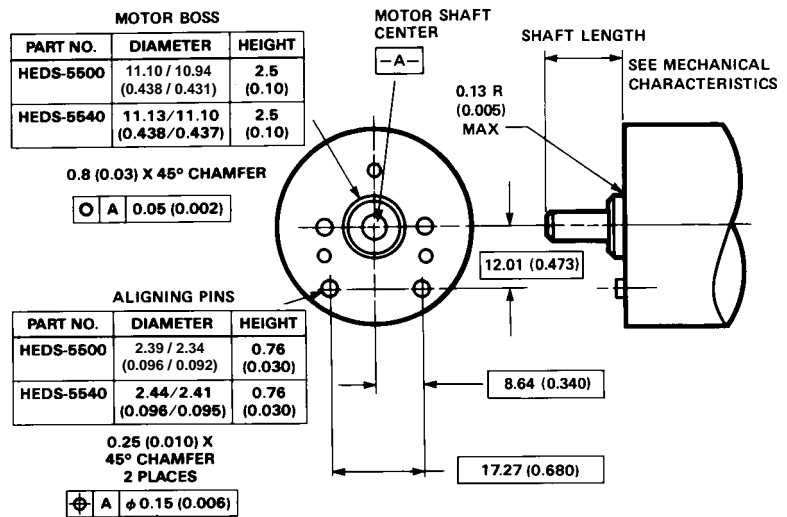 MOTOR BOSS
PART NO. DIAMETER HEIGHT
HEDS-5500 11.10 / 10.94 (0.438 / 0.431) 2.5 (0.10)
HEDS-5540 11.13/11.10 (0.438/0.437) 2.5 (0.10)
0.8 (0.03) X 45° CHAMFER
O A 0.05 (0.002)
MOTOR SHAFT
CENTER
–A–
SHAFT LENGTH
SEE MECHANICAL
CHARACTERISTICS
0.13 R
(0.005)
MAX
12.01 (0.473)
ALIGNING PINS
PART NO. DIAMETER HEIGHT
HEDS-5500 2.39 / 2.34 (0.096 / 0.092) 0.76 (0.030)
HEDS-5540 2.44/2.41 (0.096/0.095) 0.76 (0.030)
0.25 (0.010) X
45° CHAMFER
2 PLACES
⌖ A ϕ 0.15 (0.006)
8.64 (0.340)
17.27 (0.680)